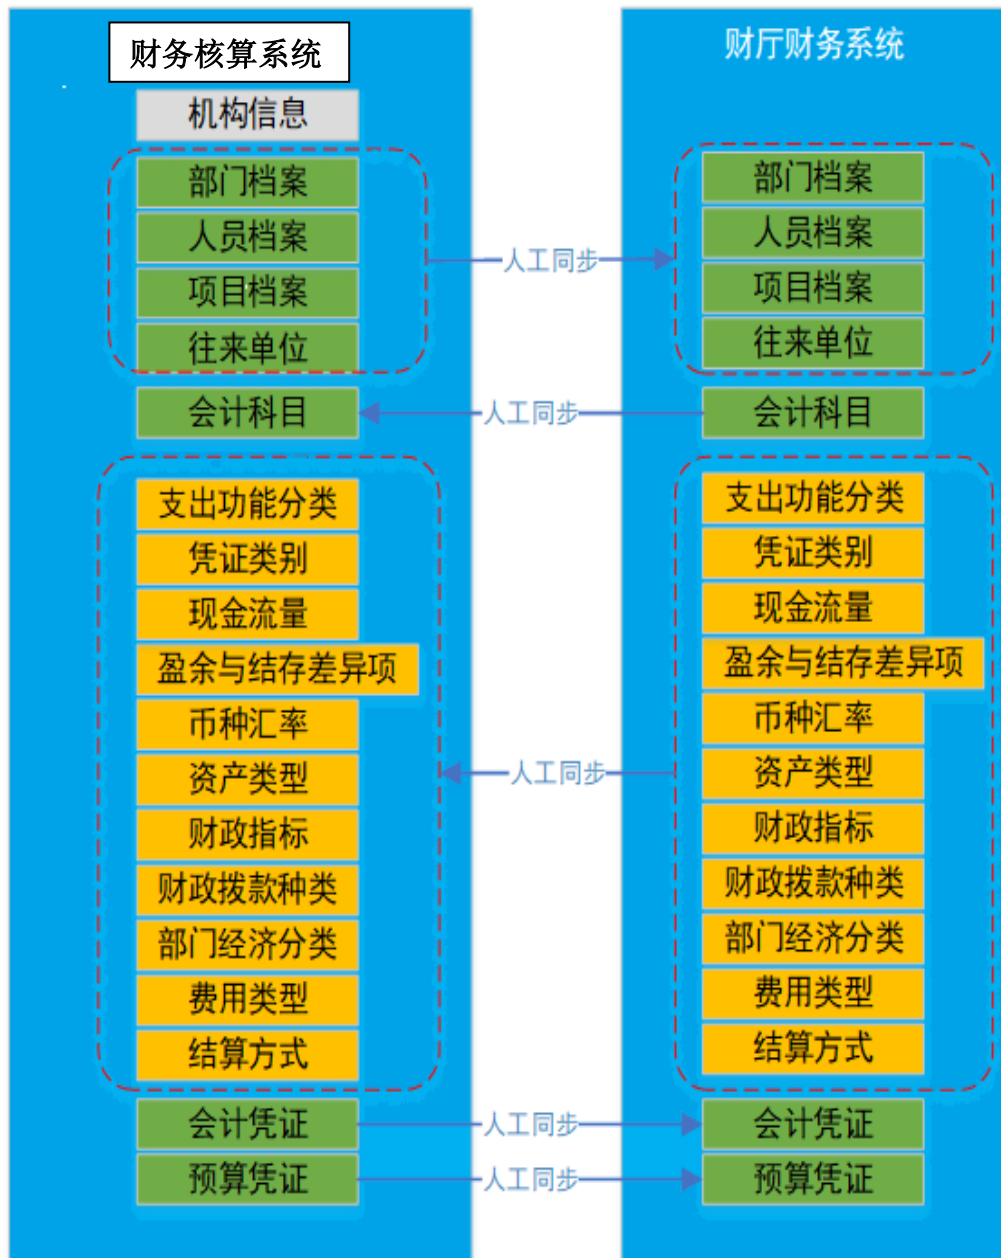 财务核算系统
机构信息
部门档案
人员档案
项目档案
往来单位
会计科目
支出功能分类
凭证类别
现金流量
盈余与结存差异项
币种汇率
资产类型
财政指标
财政拨款种类
部门经济分类
费用类型
结算方式
会计凭证
预算凭证
人工同步
人工同步
人工同步
人工同步
人工同步
财厅财务系统
部门档案
人员档案
项目档案
往来单位
会计科目
支出功能分类
凭证类别
现金流量
盈余与结存差异项
币种汇率
资产类型
财政指标
财政拨款种类
部门经济分类
费用类型
结算方式
会计凭证
预算凭证